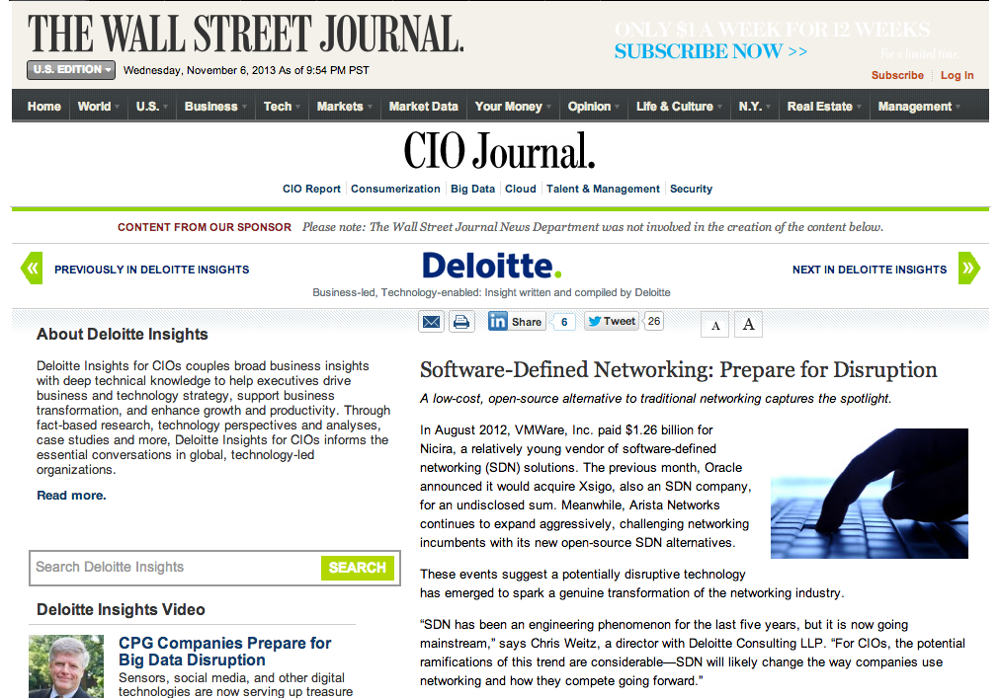 THE WALL STREET JOURNAL.
ONLY $1 A WEEK FOR 12 WEEKS
SUBSCRIBE NOW >>
For a limited time.
U.S. EDITION
Wednesday, November 6, 2013 As of 9:54 PM PST
Subscribe
Log In
Home
World
U.S.
Business
Tech
Markets
Market Data
Your Money
Opinion
Life & Culture
N.Y.
Real Estate
Management
CIO Journal.
CIO Report
Consumerization
Big Data
Cloud
Talent & Management
Security
CONTENT FROM OUR SPONSOR
Please note: The Wall Street Journal News Department was not involved in the creation of the content below.
«
PREVIOUSLY IN DELOITTE INSIGHTS
Deloitte.
NEXT IN DELOITTE INSIGHTS
»
Business-led, Technology-enabled: Insight written and compiled by Deloitte
in Share
6
Tweet
26
A
A
About Deloitte Insights
Deloitte Insights for CIOs couples broad business insights
with deep technical knowledge to help executives drive
business and technology strategy, support business
transformation, and enhance growth and productivity. Through
fact-based research, technology perspectives and analyses,
case studies and more, Deloitte Insights for CIOs informs the
essential conversations in global, technology-led
organizations.
Read more.
Search Deloitte Insights
SEARCH
Deloitte Insights Video
CPG Companies Prepare for
Big Data Disruption
Sensors, social media, and other digital
technologies are now serving up treasure
Software-Defined Networking: Prepare for Disruption
A low-cost, open-source alternative to traditional networking captures the spotlight.
In August 2012, VMWare, Inc. paid $1.26 billion for
Nicira, a relatively young vendor of software-defined
networking (SDN) solutions. The previous month, Oracle
announced it would acquire Xsigo, also an SDN company,
for an undisclosed sum. Meanwhile, Arista Networks
continues to expand aggressively, challenging networking
incumbents with its new open-source SDN alternatives.
These events suggest a potentially disruptive technology
has emerged to spark a genuine transformation of the networking industry.
“SDN has been an engineering phenomenon for the last five years, but it is now going
mainstream,” says Chris Weitz, a director with Deloitte Consulting LLP. “For CIOs, the potential
ramifications of this trend are considerable—SDN will likely change the way companies use
networking and how they compete going forward.”